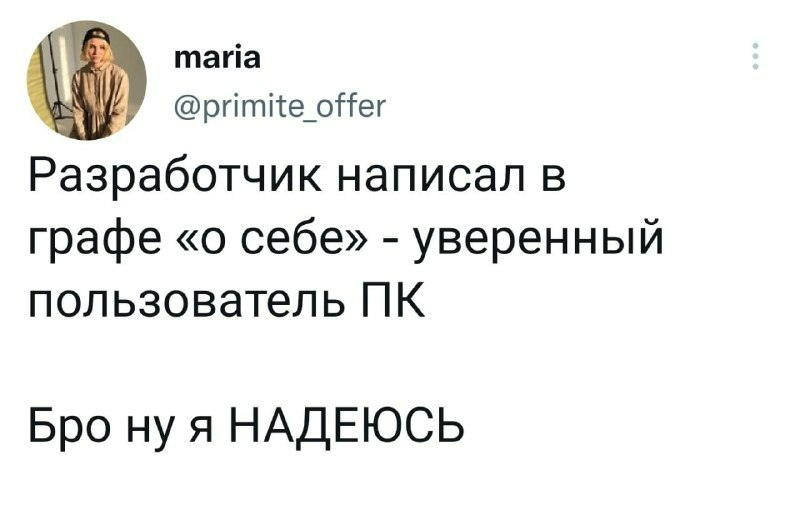 maria
@primite_offer
Разработчик написал в
графе «о себе» - уверенный
пользователь ПК
Бро ну я НАДЕЮСЬ